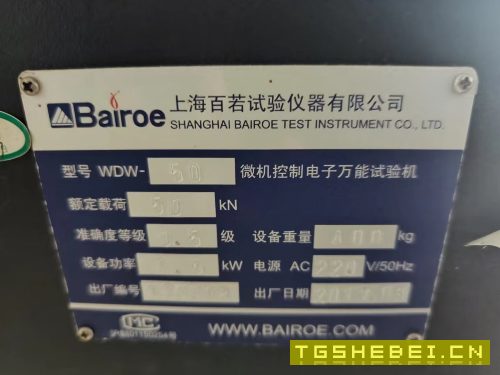 Bairoe 上海百若试验仪器有限公司
SHANGHAI BAIROE TEST INSTRUMENT CO., LTD.
型号 WDW- 50 微机控制电子万能试验机
额定载荷 50 kN
准确度等级 级 设备重量 kg
设备功率 kW 电源 AC 220 V/50Hz
出厂编号 出厂日期
MC
WWW.BAIROE.COM
TGSHEBEI.CN